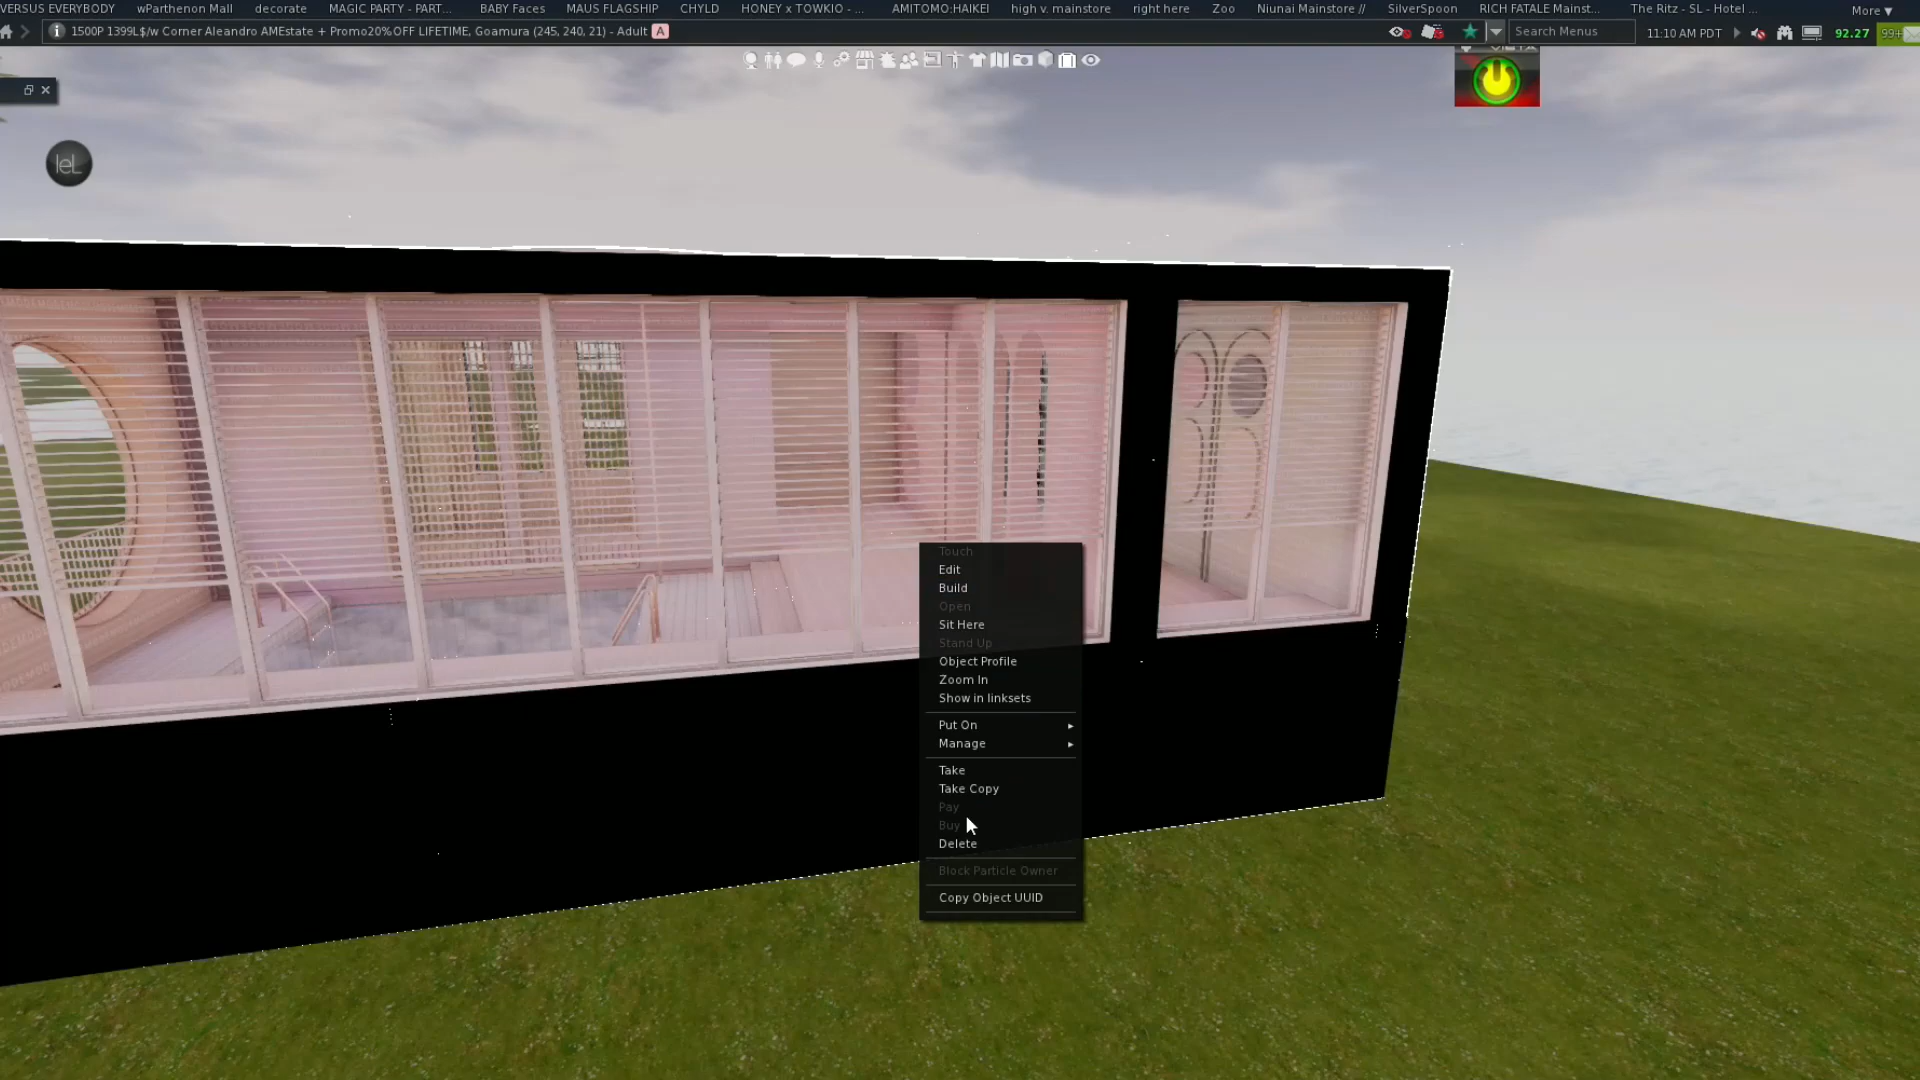 VERSUS EVERYBODY wParthenon Mall decorate MAGIC PARTY - PART... BABY Faces MAUS FLAGSHIP CHYLD HONEY x TOWKIO - ... AMITOMO:HAIKEI high v. mainstore right here Zoo Niunai Mainstore // SilverSpoon RICH FATALE Mainst... The Ritz - SL - Hotel ... More ▼
1500P 1399L$/w Corner Aleandro AMEstate + Promo20%OFF LIFETIME, Goamura (245, 240, 21) - Adult A Search Menus 11:10 AM PDT 92.27 99+
leL
Touch
Edit
Build
Open
Sit Here
Stand Up
Object Profile
Zoom In
Show in linksets
Put On
Manage
Take
Take Copy
Pay
Buy
Delete
Block Particle Owner
Copy Object UUID